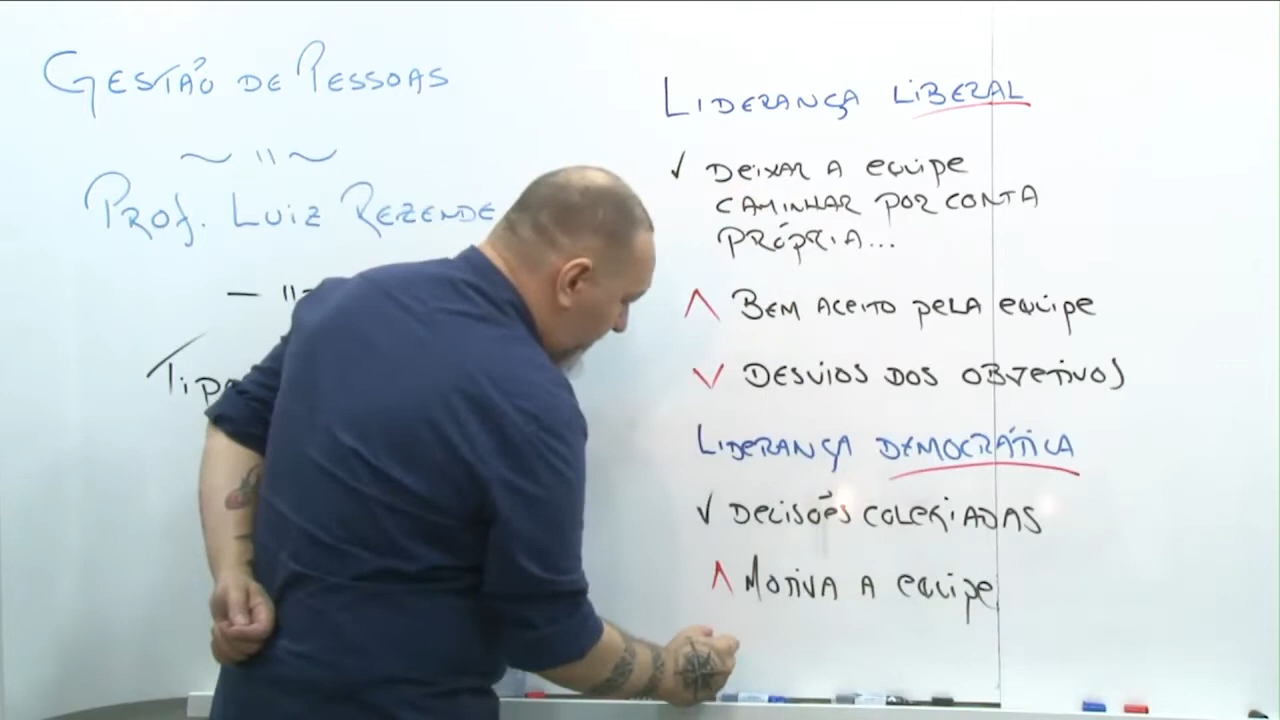 GESTÃO DE PESSOAS
~ " ~
PROF. LUIZ REZENDE
LIDERANÇA LIBERAL
✓ DEIXAR A EQUIPE
CAMINHAR POR CONTA
PRÓPRIA...
BEM ACEITO PELA EQUIPE
DESVIOS DOS OBJETIVOS
LIDERANÇA DEMOCRÁTICA
✓ DECISÕES COLEGIADAS
MOTIVA A EQUIPE